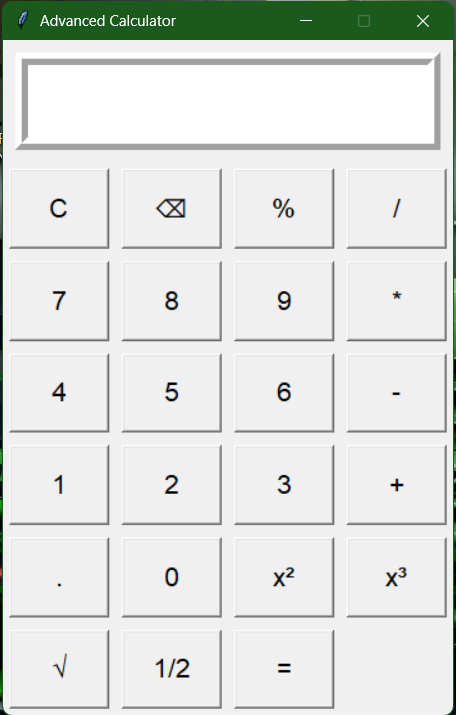 Advanced Calculator
C ⌫ % /
7 8 9 *
4 5 6 -
1 2 3 +
. 0 x² x³
√ 1/2 =